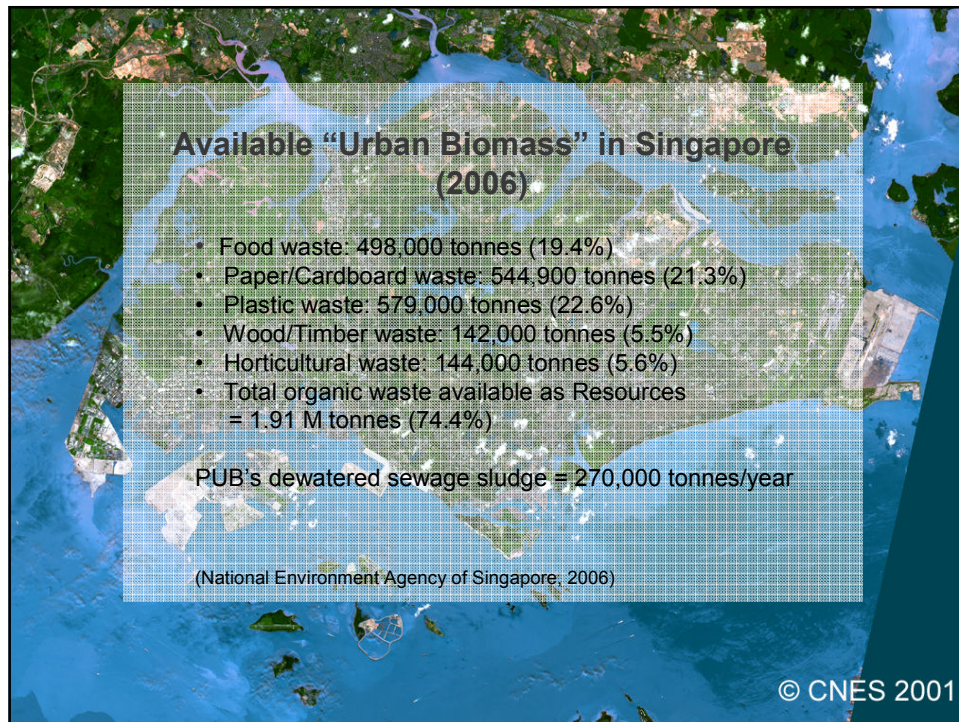 Available “Urban Biomass” in Singapore
(2006)
• Food waste: 498,000 tonnes (19.4%)
• Paper/Cardboard waste: 544,900 tonnes (21.3%)
• Plastic waste: 579,000 tonnes (22.6%)
• Wood/Timber waste: 142,000 tonnes (5.5%)
• Horticultural waste: 144,000 tonnes (5.6%)
• Total organic waste available as Resources
= 1.91 M tonnes (74.4%)
PUB’s dewatered sewage sludge = 270,000 tonnes/year
(National Environment Agency of Singapore, 2006)
© CNES 2001